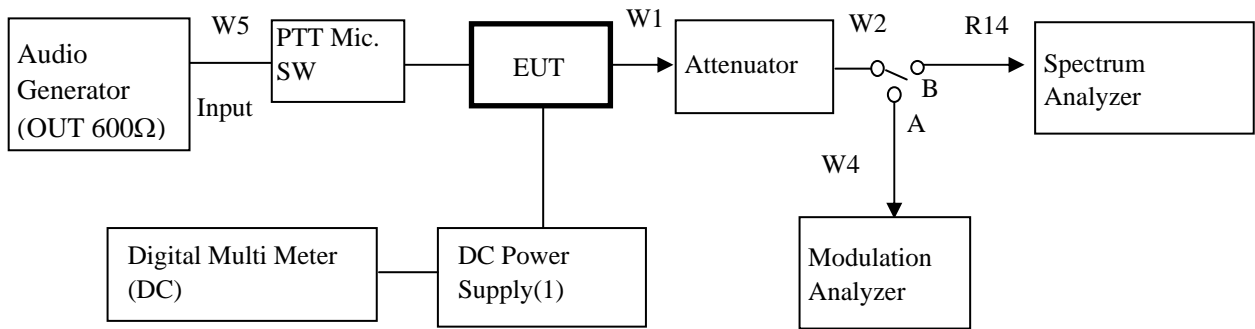 Audio
Generator
(OUT 600Ω)
W5
Input
PTT Mic.
SW
EUT
W1
Attenuator
W2
B
A
R14
Spectrum
Analyzer
W4
Digital Multi Meter
(DC)
DC Power
Supply(1)
Modulation
Analyzer